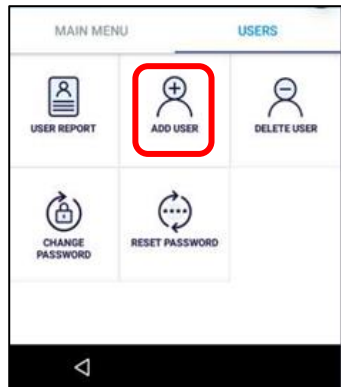 MAIN MENU USERS
USER REPORT ADD USER DELETE USER
CHANGE
PASSWORD RESET PASSWORD